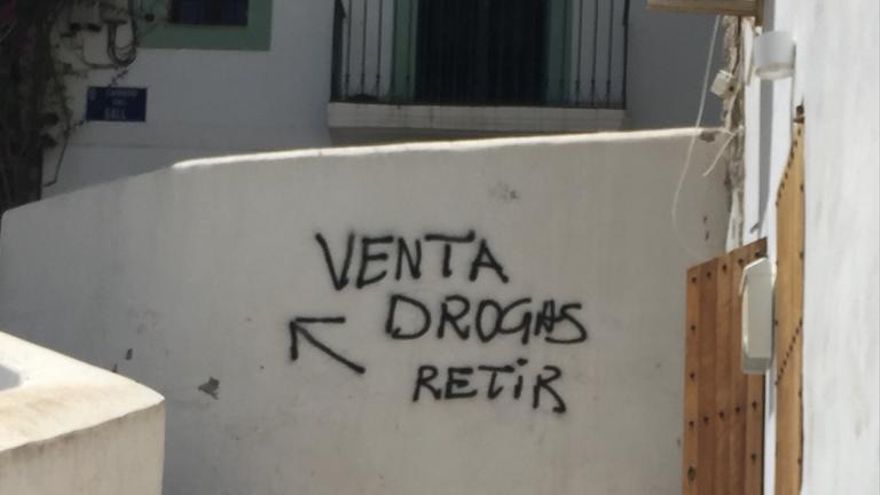 VENTA
DROGAS
RETIR